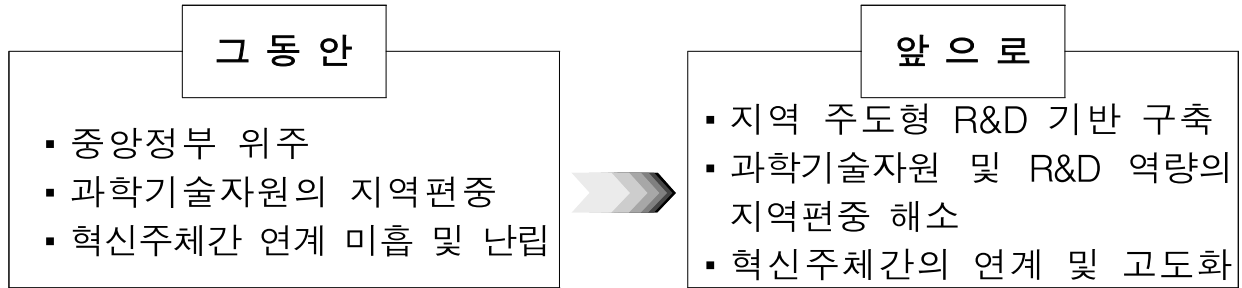 그 동 안
▪ 중앙정부 위주
▪ 과학기술자원의 지역편중
▪ 혁신주체간 연계 미흡 및 난립
앞 으 로
▪ 지역 주도형 R&D 기반 구축
▪ 과학기술자원 및 R&D 역량의
지역편중 해소
▪ 혁신주체간의 연계 및 고도화